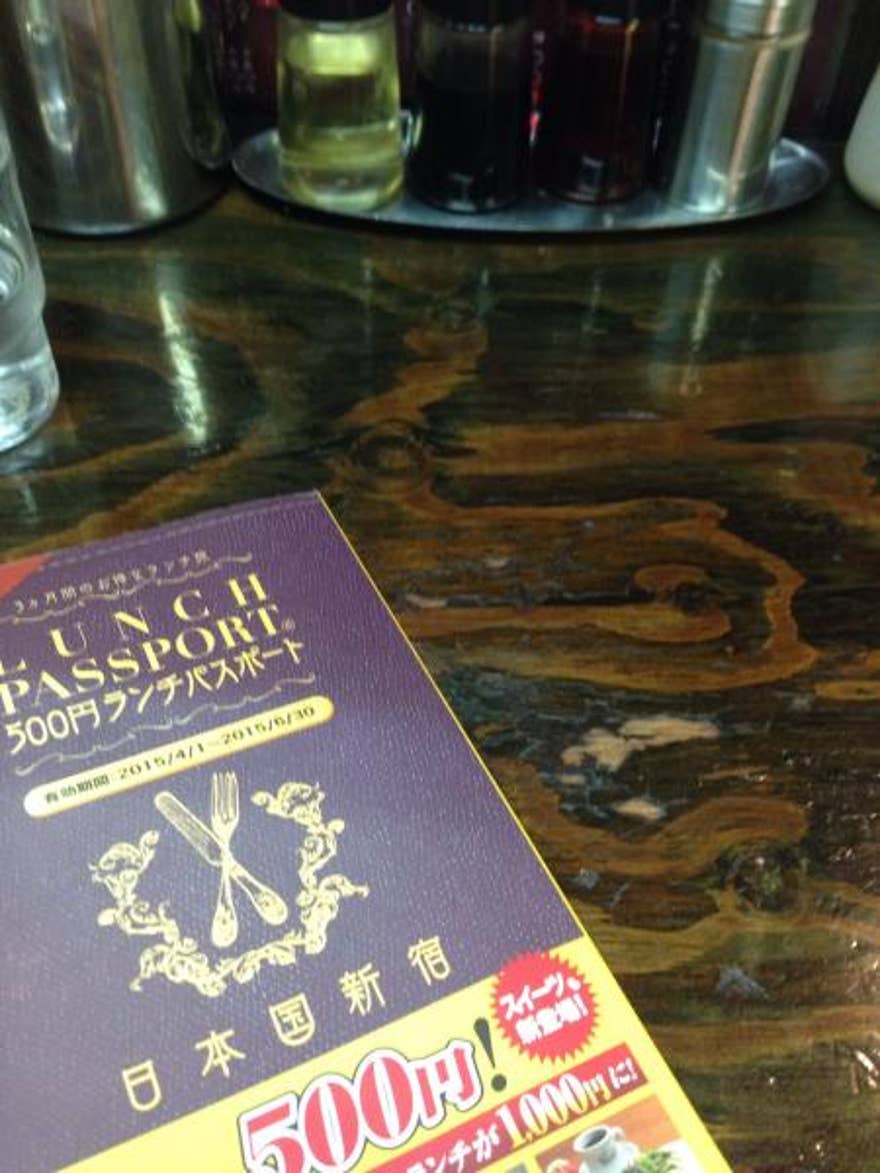 3ヶ月間のお得なランチ旅
LUNCH
PASSPORT®
500円ランチパスポート
有効期間:2015/4/1~2015/6/30
日本国新宿
スイーツも
新登場!
500円!
ランチが1,000円に!